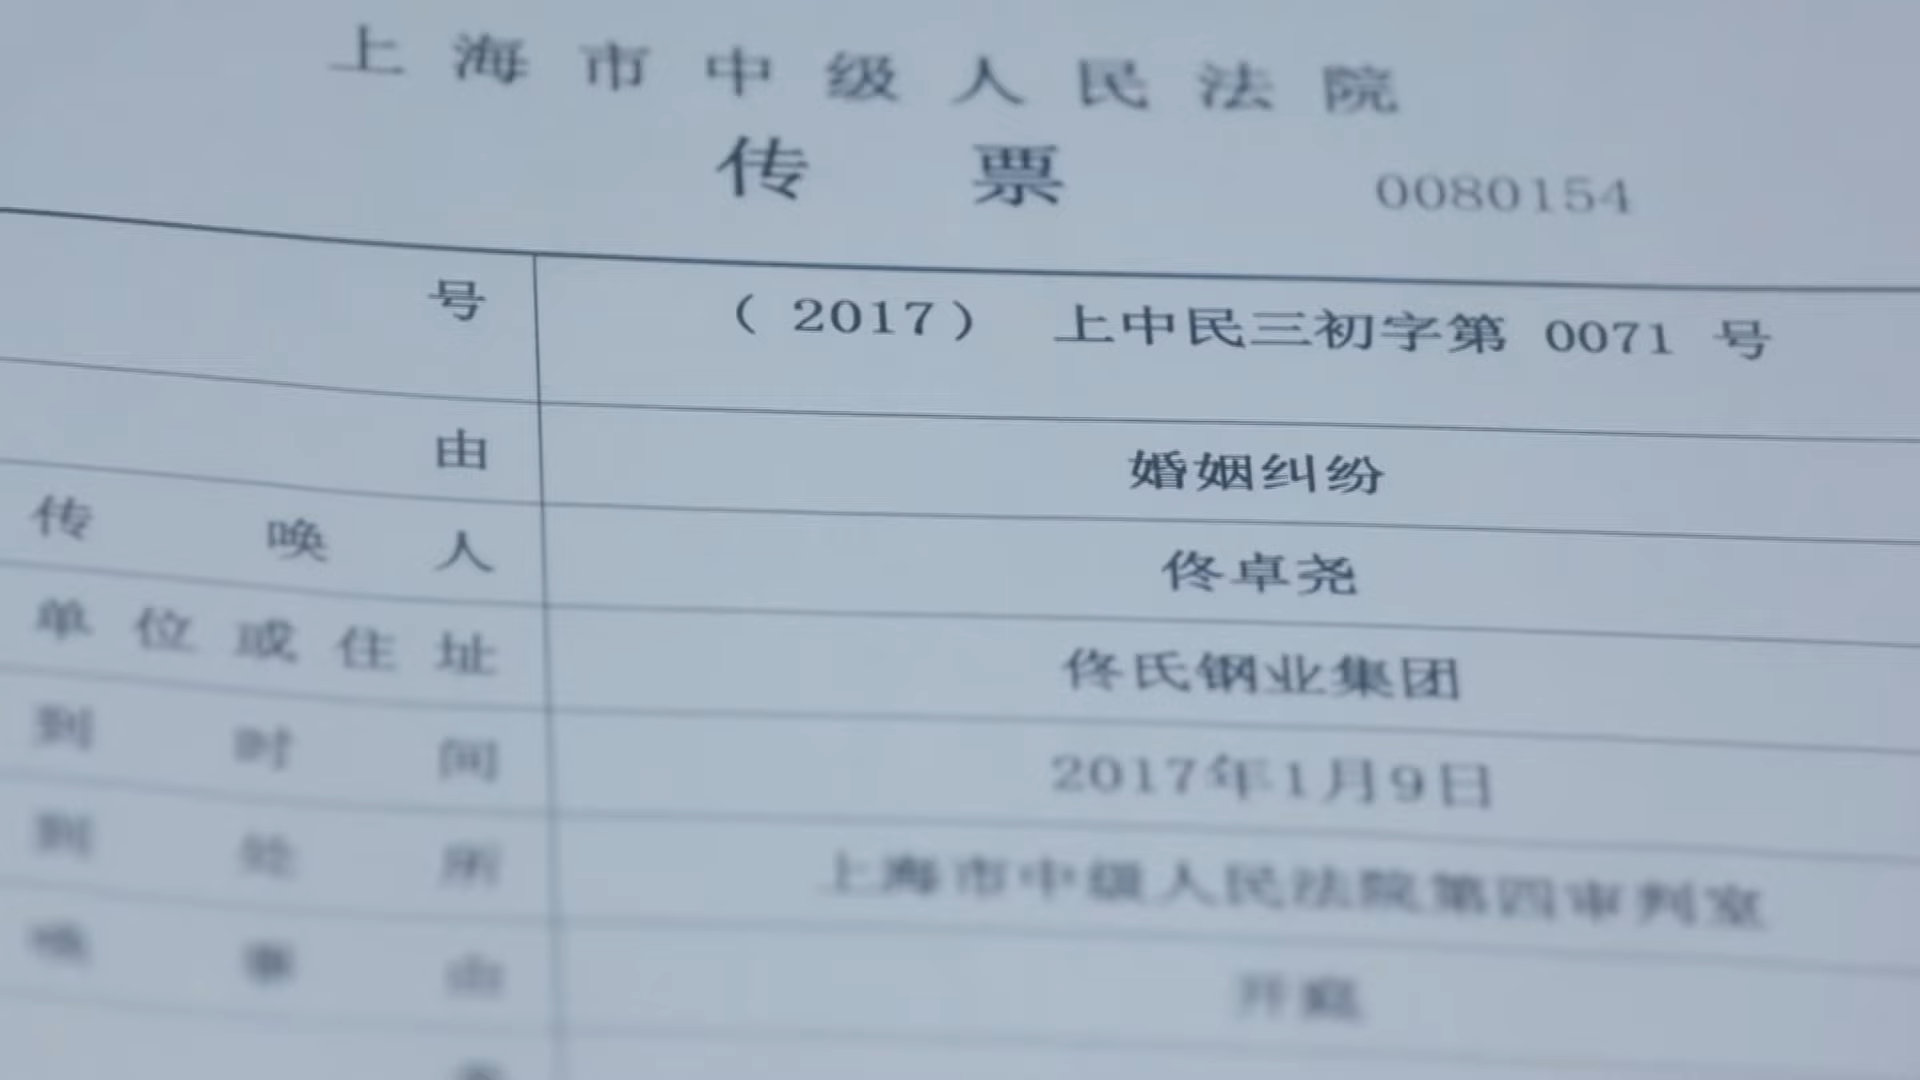 上海市中级人民法院
传票 0080154
号 （2017） 上中民三初字第 0071 号
由 婚姻纠纷
传唤人 佟卓尧
单位或住址 佟氏钢业集团
到时间 2017年1月9日
到处所 上海市中级人民法院第四审判室
唤事由 开庭